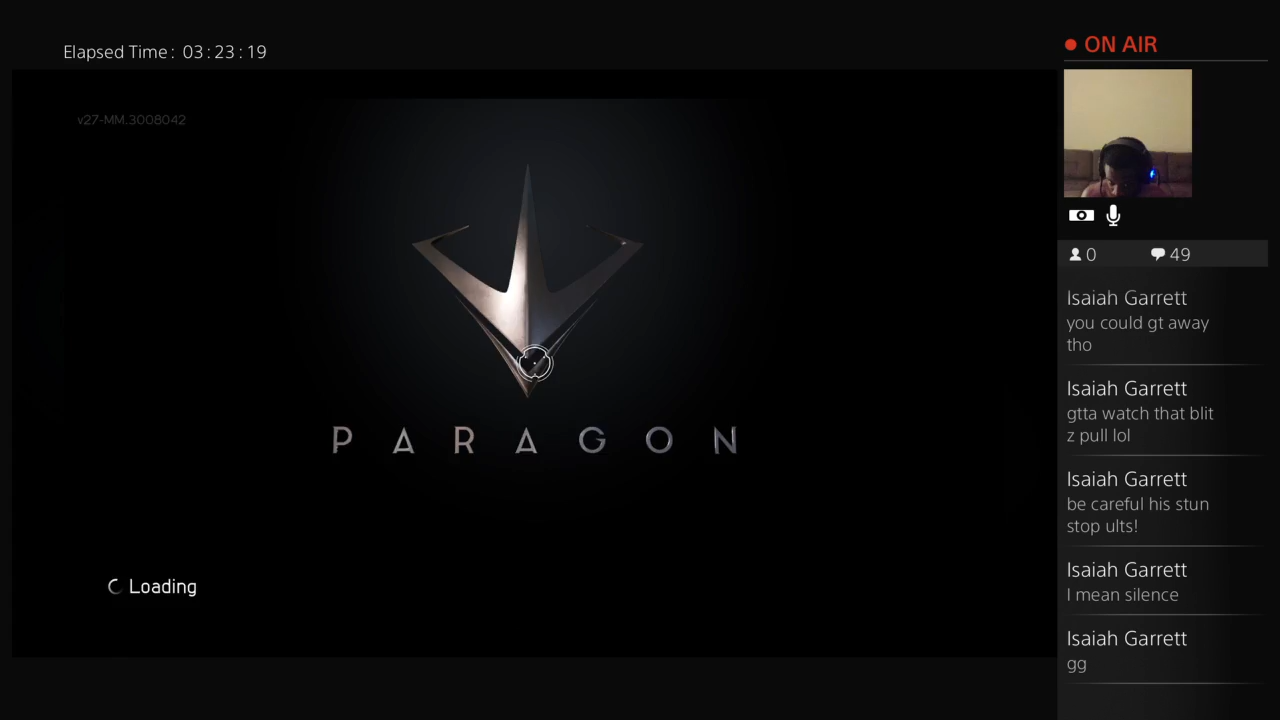 Elapsed Time: 03:23:19
ON AIR
v27-MM.3008042
PARAGON
Loading
0
49
Isaiah Garrett
you could gt away
tho
Isaiah Garrett
gtta watch that blit
z pull lol
Isaiah Garrett
be careful his stun
stop ults!
Isaiah Garrett
I mean silence
Isaiah Garrett
gg